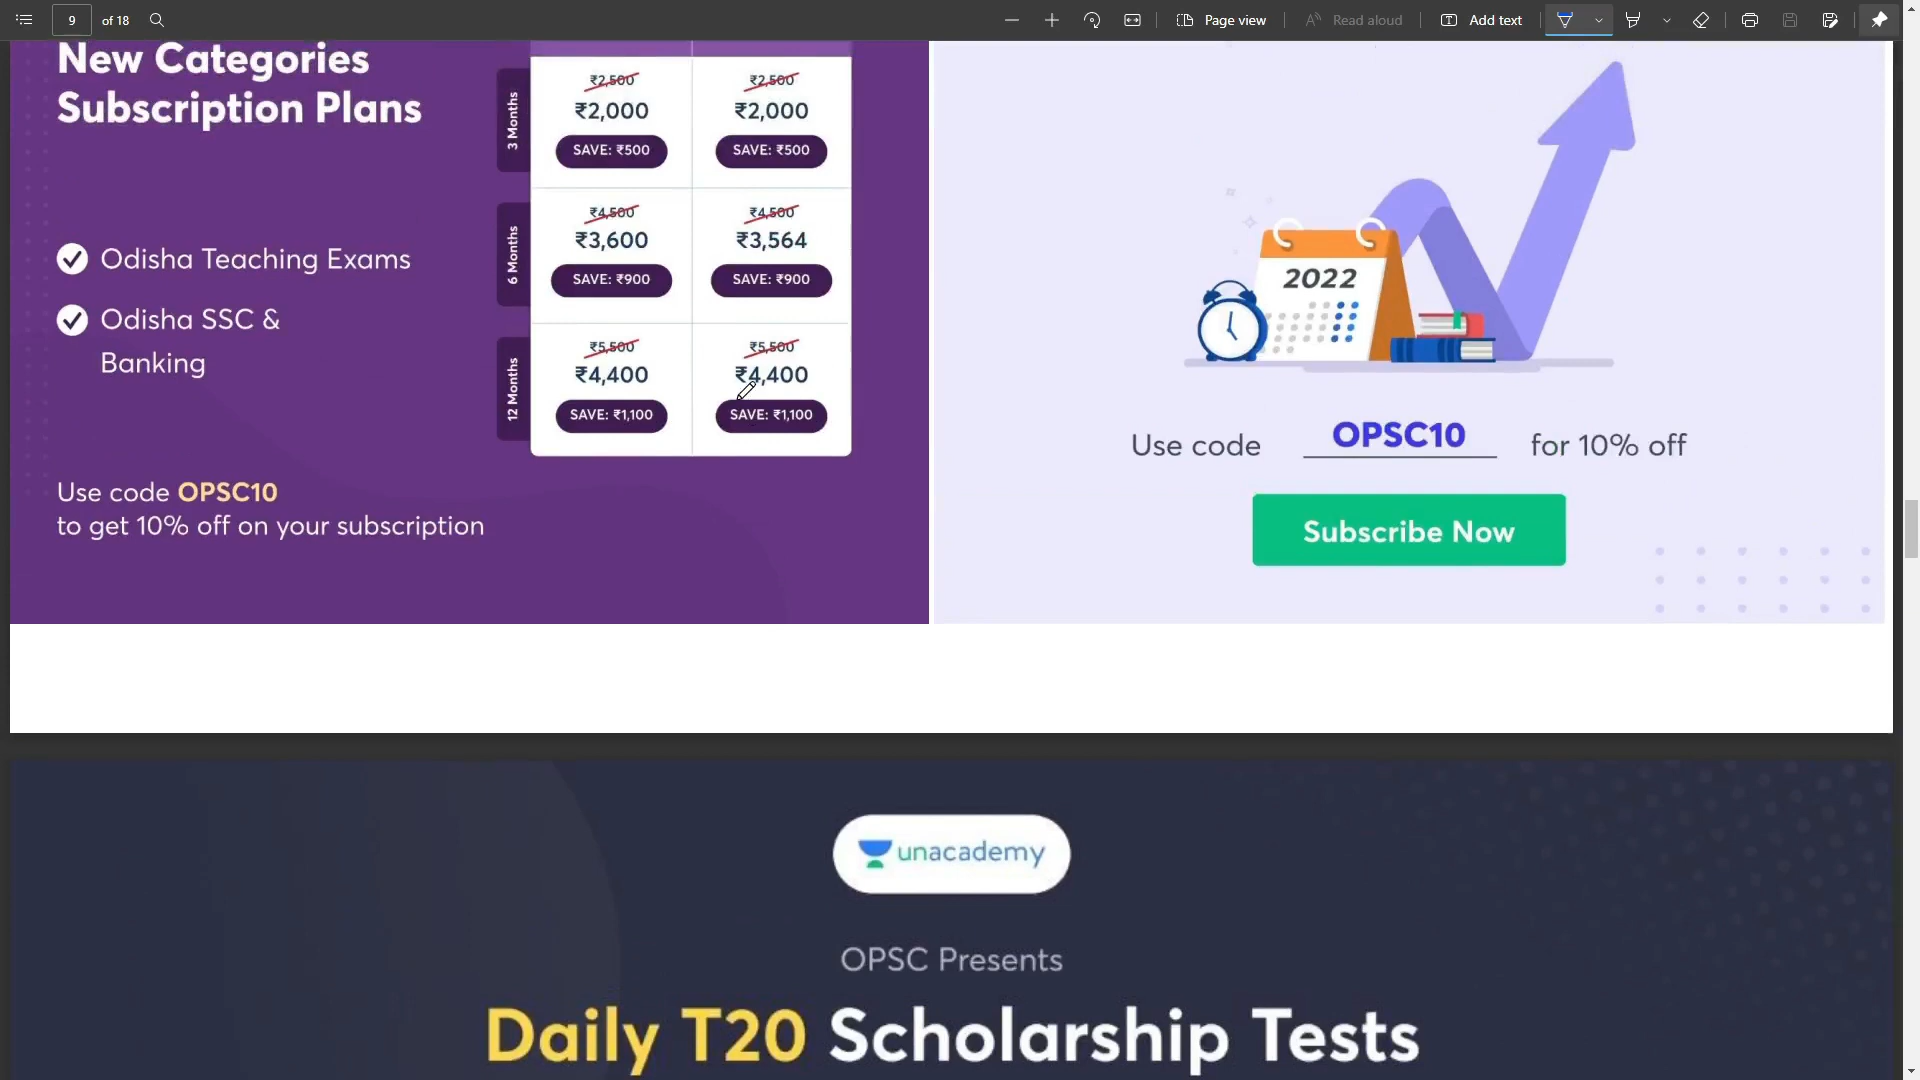 9 of 18 Page view Read aloud Add text
New Categories
Subscription Plans
Odisha Teaching Exams
Odisha SSC &
Banking
Use code OPSC10
to get 10% off on your subscription
3 Months
₹2,500 ₹2,500
₹2,000 ₹2,000
SAVE: ₹500 SAVE: ₹500
6 Months
₹4,500 ₹4,500
₹3,600 ₹3,564
SAVE: ₹900 SAVE: ₹900
12 Months
₹5,500 ₹5,500
₹4,400 ₹4,400
SAVE: ₹1,100 SAVE: ₹1,100
2022
Use code OPSC10 for 10% off
Subscribe Now
unacademy
OPSC Presents
Daily T20 Scholarship Tests